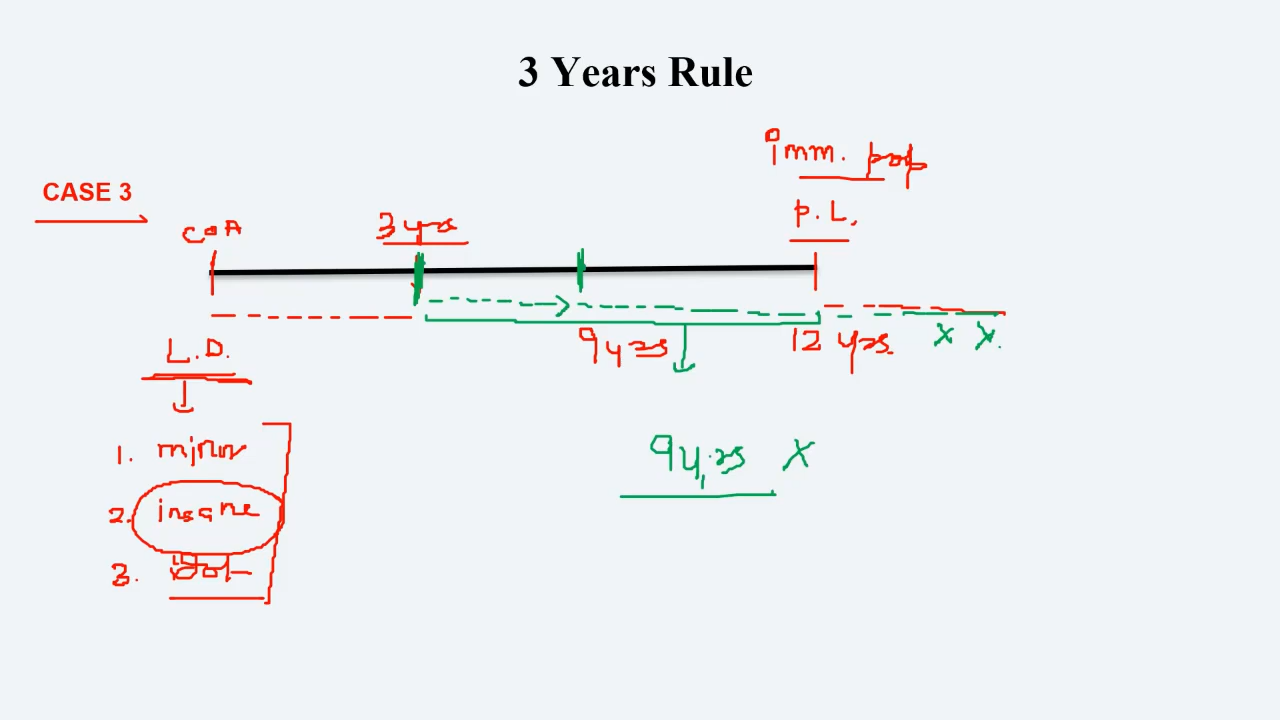 3 Years Rule
imm. prop
CASE 3
P.L.
COA
3 yrs
9 yrs
12 yrs
X X
L.D.
1. minor
9 yrs X
2. insane
3.